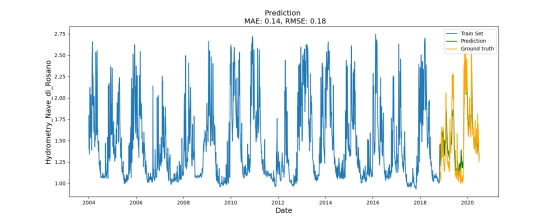 Prediction
MAE: 0.14, RMSE: 0.18
Train Set
Prediction
Ground truth
Hydrometry_Nave_di_Rosano
2.75
2.50
2.25
2.00
1.75
1.50
1.25
1.00
2004
2006
2008
2010
2012
2014
2016
2018
2020
Date